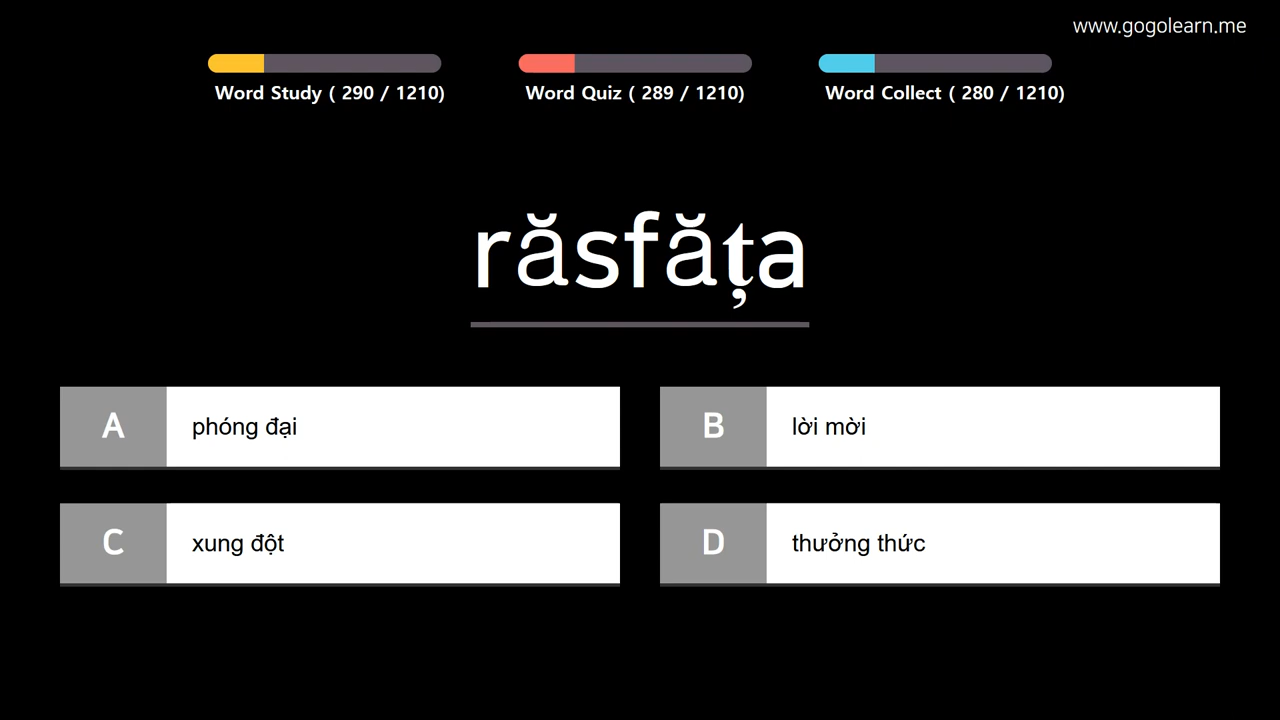 www.gogolearn.me
Word Study ( 290 / 1210)
Word Quiz ( 289 / 1210)
Word Collect ( 280 / 1210)
răsfăța
A
phóng đại
B
lời mời
C
xung đột
D
thưởng thức